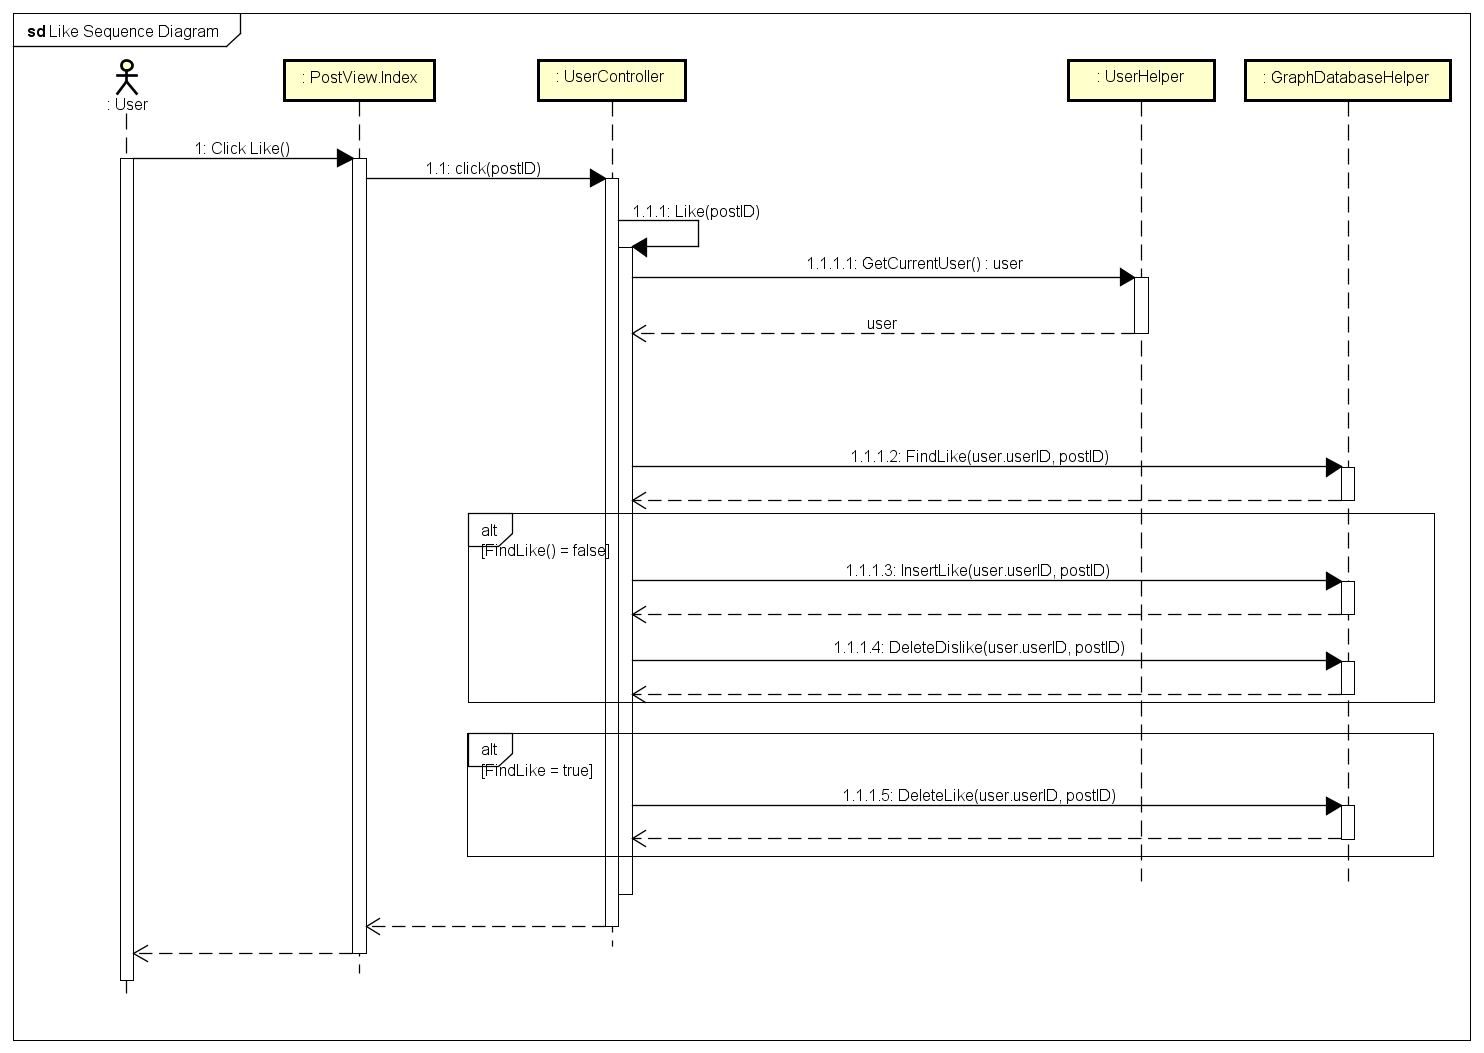 sd Like Sequence Diagram
: User
: PostView.Index
: UserController
: UserHelper
: GraphDatabaseHelper
1: Click Like()
1.1: click(postID)
1.1.1: Like(postID)
1.1.1.1: GetCurrentUser() : user
user
1.1.1.2: FindLike(user.userID, postID)
alt
[FindLike() = false]
1.1.1.3: InsertLike(user.userID, postID)
1.1.1.4: DeleteDislike(user.userID, postID)
alt
[FindLike = true]
1.1.1.5: DeleteLike(user.userID, postID)